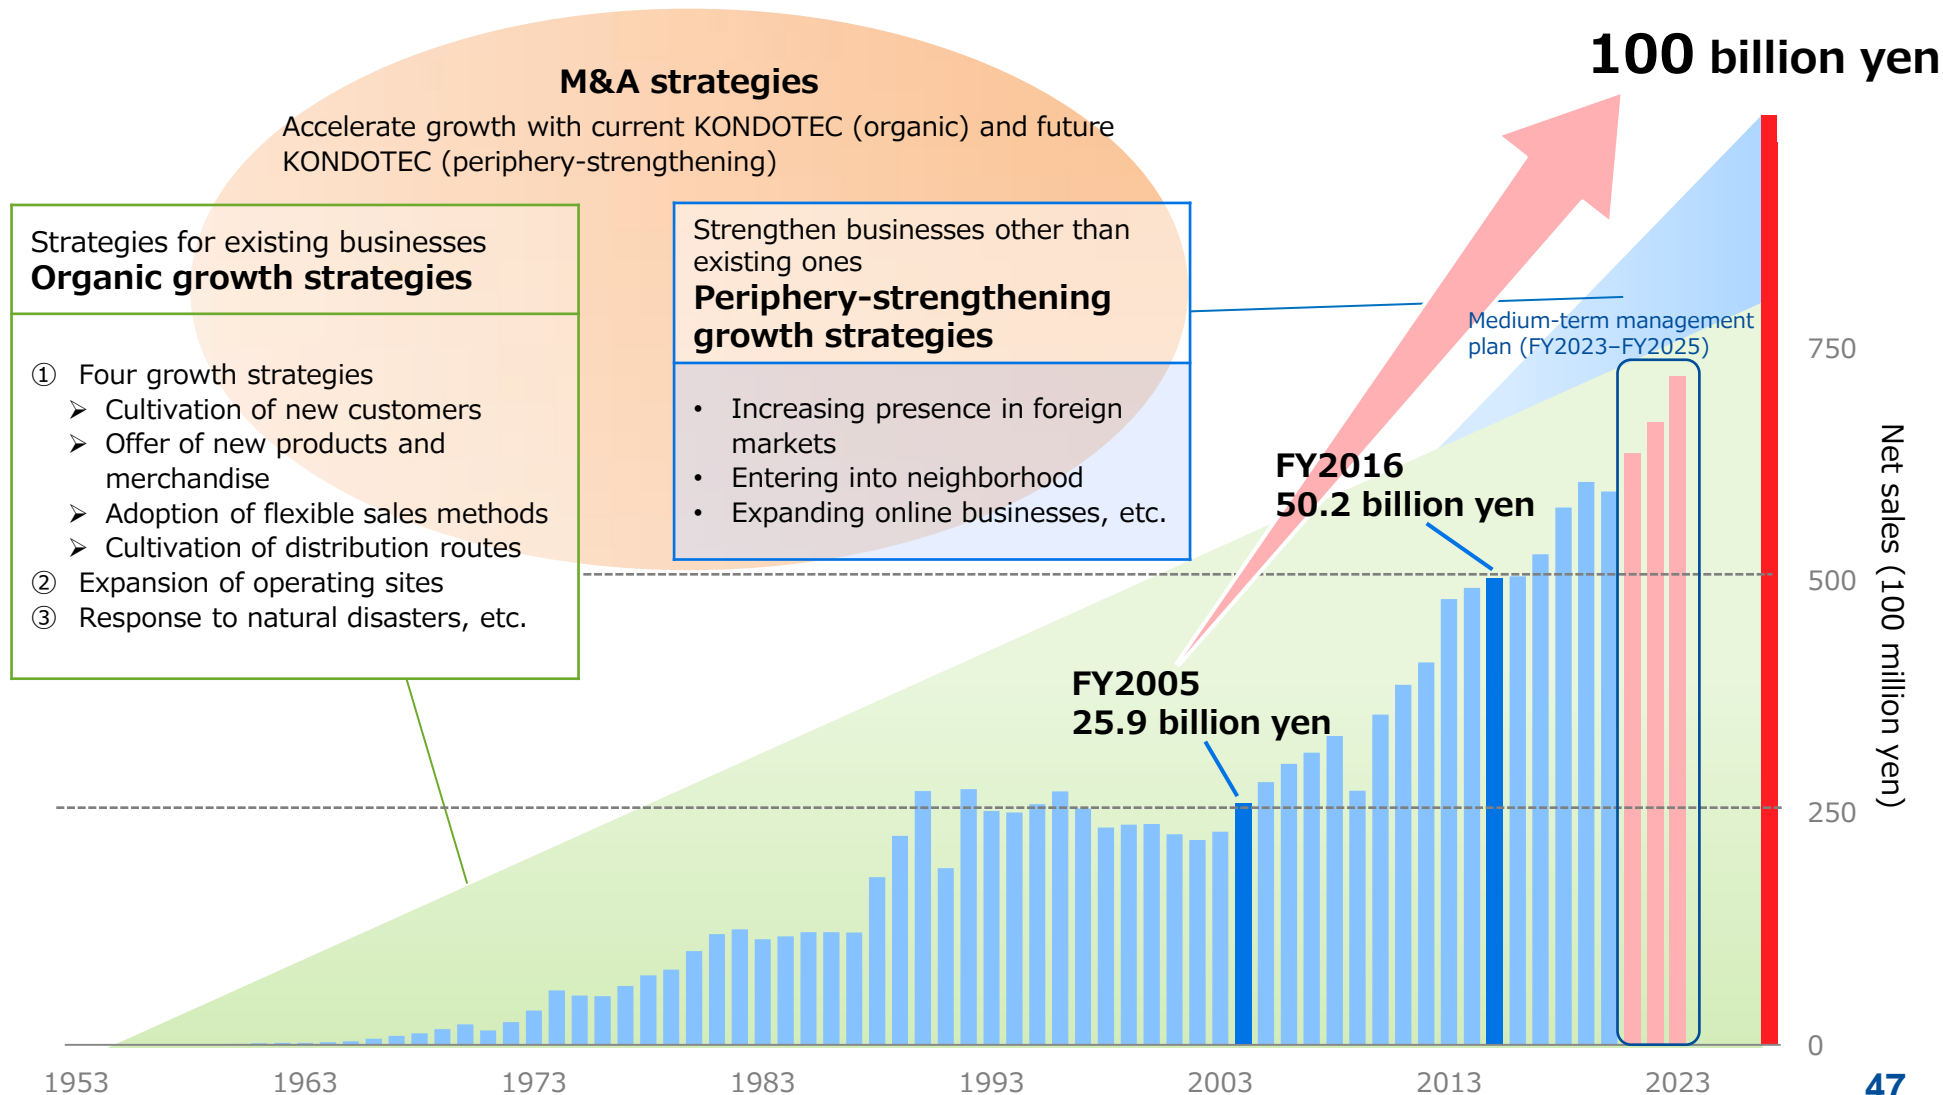 100 billion yen
M&A strategies
Accelerate growth with current KONDOTEC (organic) and future
KONDOTEC (periphery-strengthening)
Strategies for existing businesses
Organic growth strategies
① Four growth strategies
➢ Cultivation of new customers
➢ Offer of new products and
merchandise
➢ Adoption of flexible sales methods
➢ Cultivation of distribution routes
② Expansion of operating sites
③ Response to natural disasters, etc.
Strengthen businesses other than
existing ones
Periphery-strengthening
growth strategies
• Increasing presence in foreign
markets
• Entering into neighborhood
• Expanding online businesses, etc.
Medium-term management
plan (FY2023–FY2025)
FY2016
50.2 billion yen
FY2005
25.9 billion yen
750
500
250
0
Net sales (100 million yen)
1953
1963
1973
1983
1993
2003
2013
2023
47